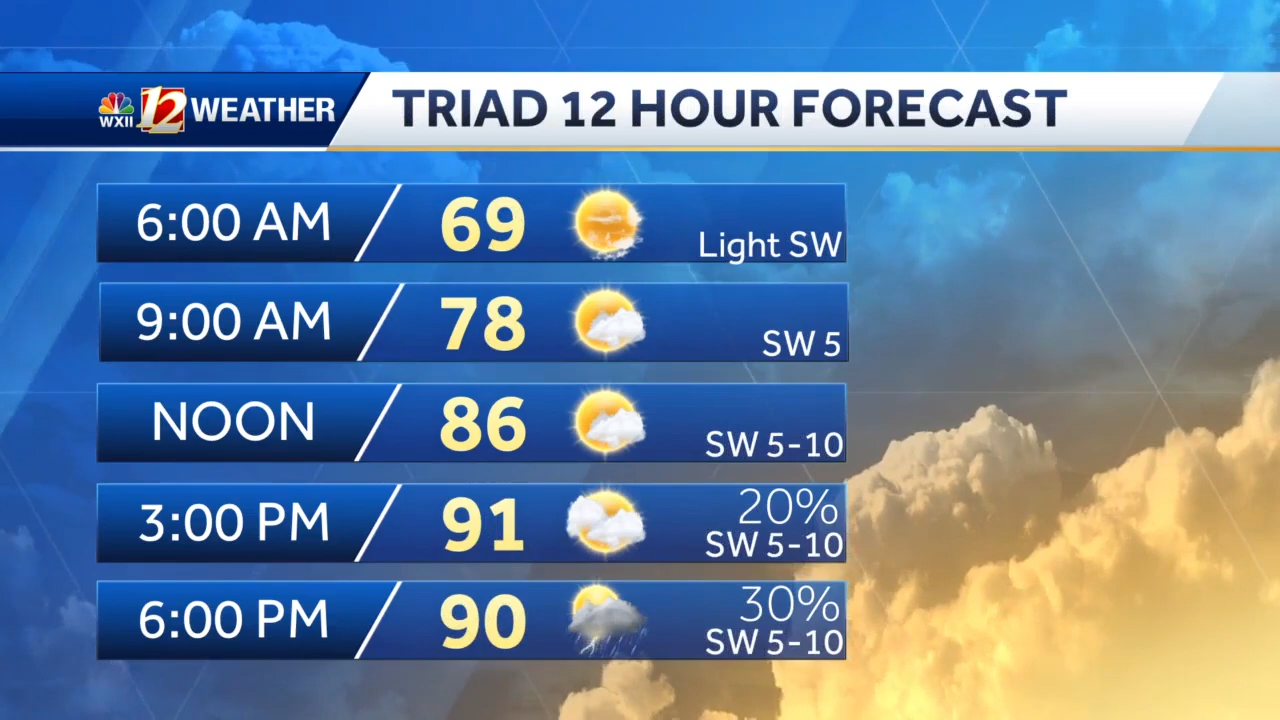 WXII 12 WEATHER
TRIAD 12 HOUR FORECAST
6:00 AM 69 Light SW
9:00 AM 78 SW 5
NOON 86 SW 5-10
3:00 PM 91 20%
SW 5-10
6:00 PM 90 30%
SW 5-10